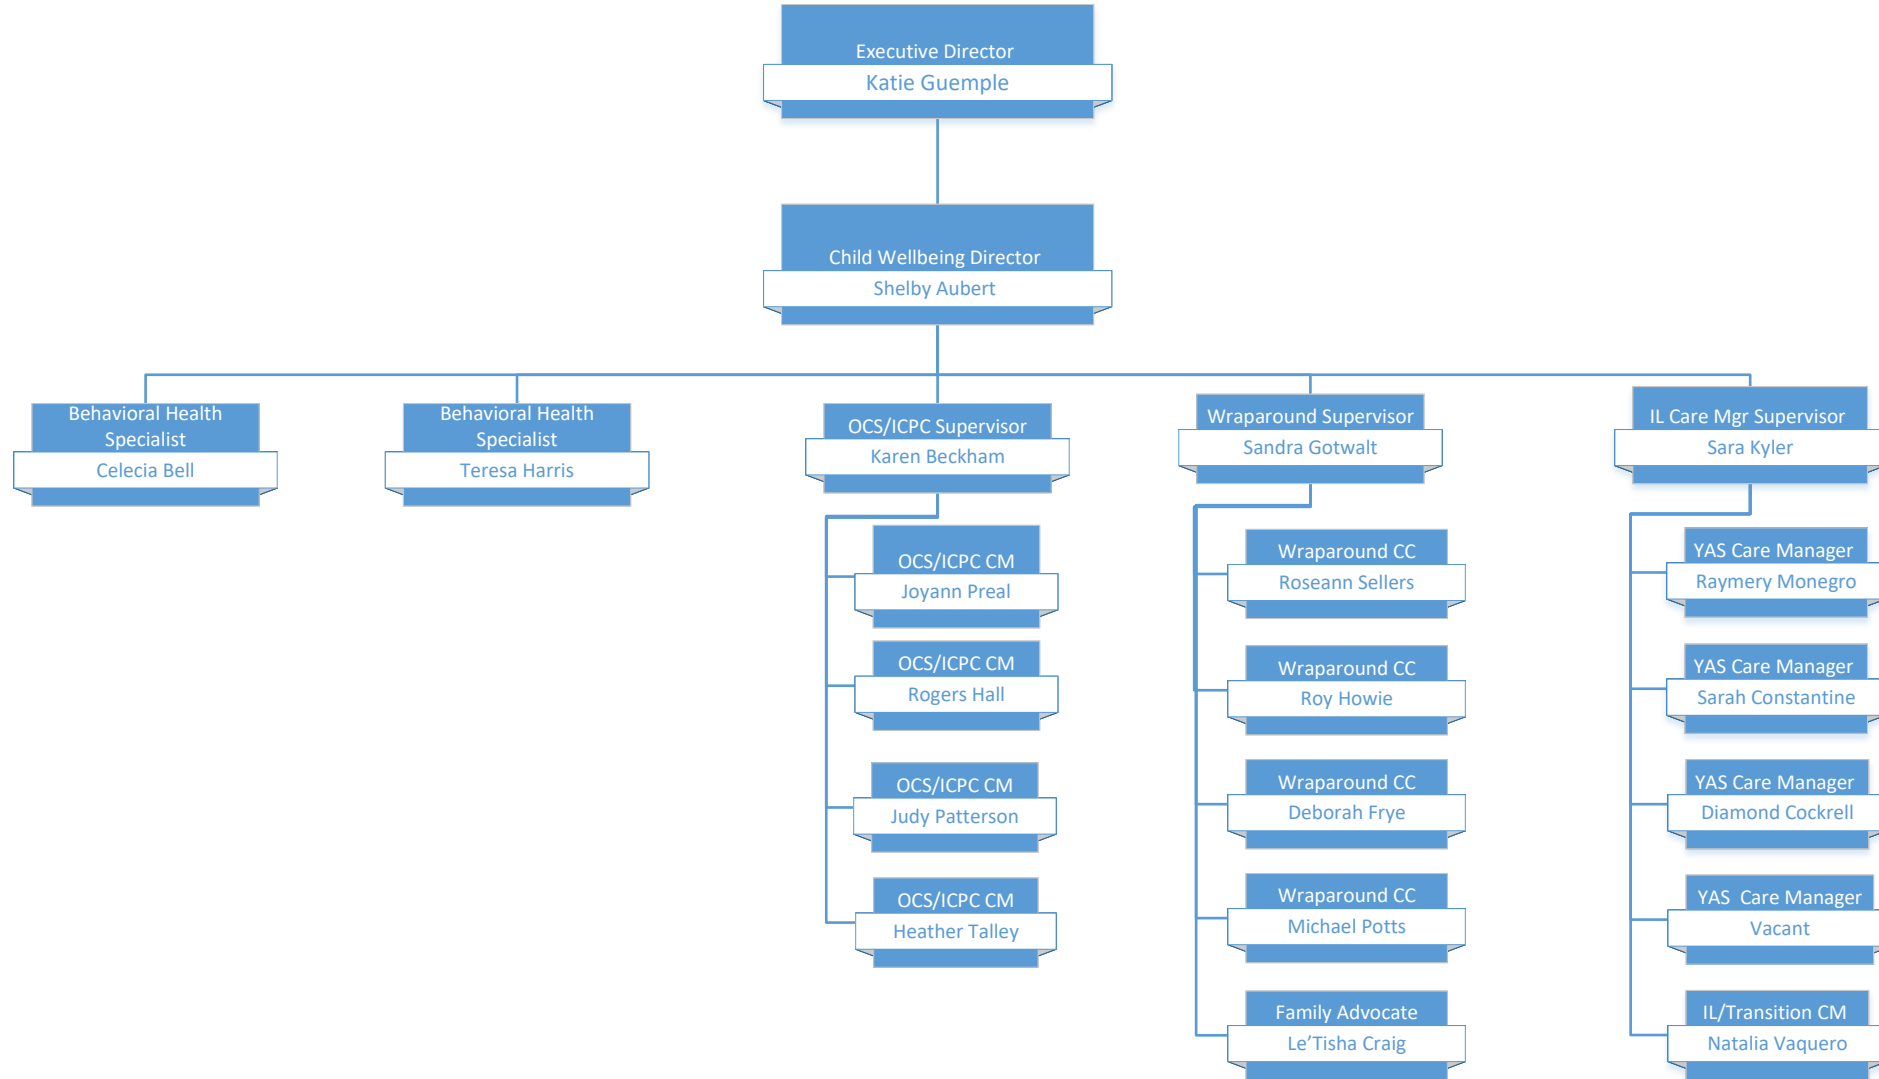 Executive Director
Katie Guemple
Child Wellbeing Director
Shelby Aubert
Behavioral Health
Specialist
Celecia Bell
Behavioral Health
Specialist
Teresa Harris
OCS/ICPC Supervisor
Karen Beckham
OCS/ICPC CM
Joyann Preal
OCS/ICPC CM
Rogers Hall
OCS/ICPC CM
Judy Patterson
OCS/ICPC CM
Heather Talley
Wraparound Supervisor
Sandra Gotwalt
Wraparound CC
Roseann Sellers
Wraparound CC
Roy Howie
Wraparound CC
Deborah Frye
Wraparound CC
Michael Potts
Family Advocate
Le’Tisha Craig
IL Care Mgr Supervisor
Sara Kyler
YAS Care Manager
Raymery Monegro
YAS Care Manager
Sarah Constantine
YAS Care Manager
Diamond Cockrell
YAS  Care Manager
Vacant
IL/Transition CM
Natalia Vaquero